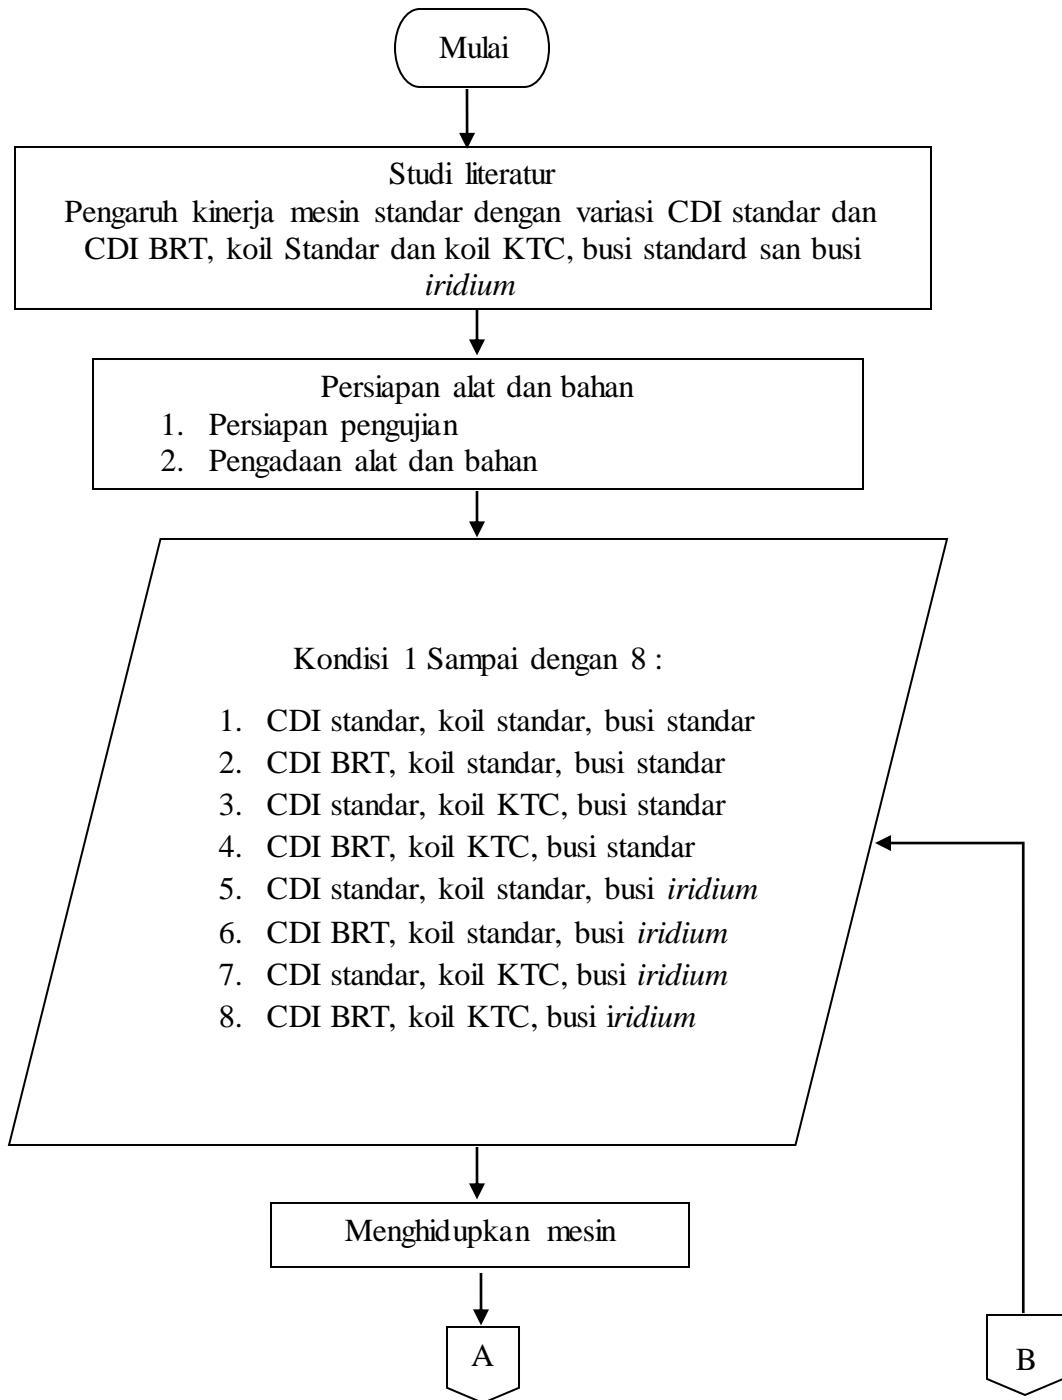 Mulai
Studi literatur
Pengaruh kinerja mesin standar dengan variasi CDI standar dan
CDI BRT, koil Standar dan koil KTC, busi standard san busi
iridium
Persiapan alat dan bahan
1. Persiapan pengujian
2. Pengadaan alat dan bahan
Kondisi 1 Sampai dengan 8 :
1. CDI standar, koil standar, busi standar
2. CDI BRT, koil standar, busi standar
3. CDI standar, koil KTC, busi standar
4. CDI BRT, koil KTC, busi standar
5. CDI standar, koil standar, busi iridium
6. CDI BRT, koil standar, busi iridium
7. CDI standar, koil KTC, busi iridium
8. CDI BRT, koil KTC, busi iridium
Menghidupkan mesin
A
B